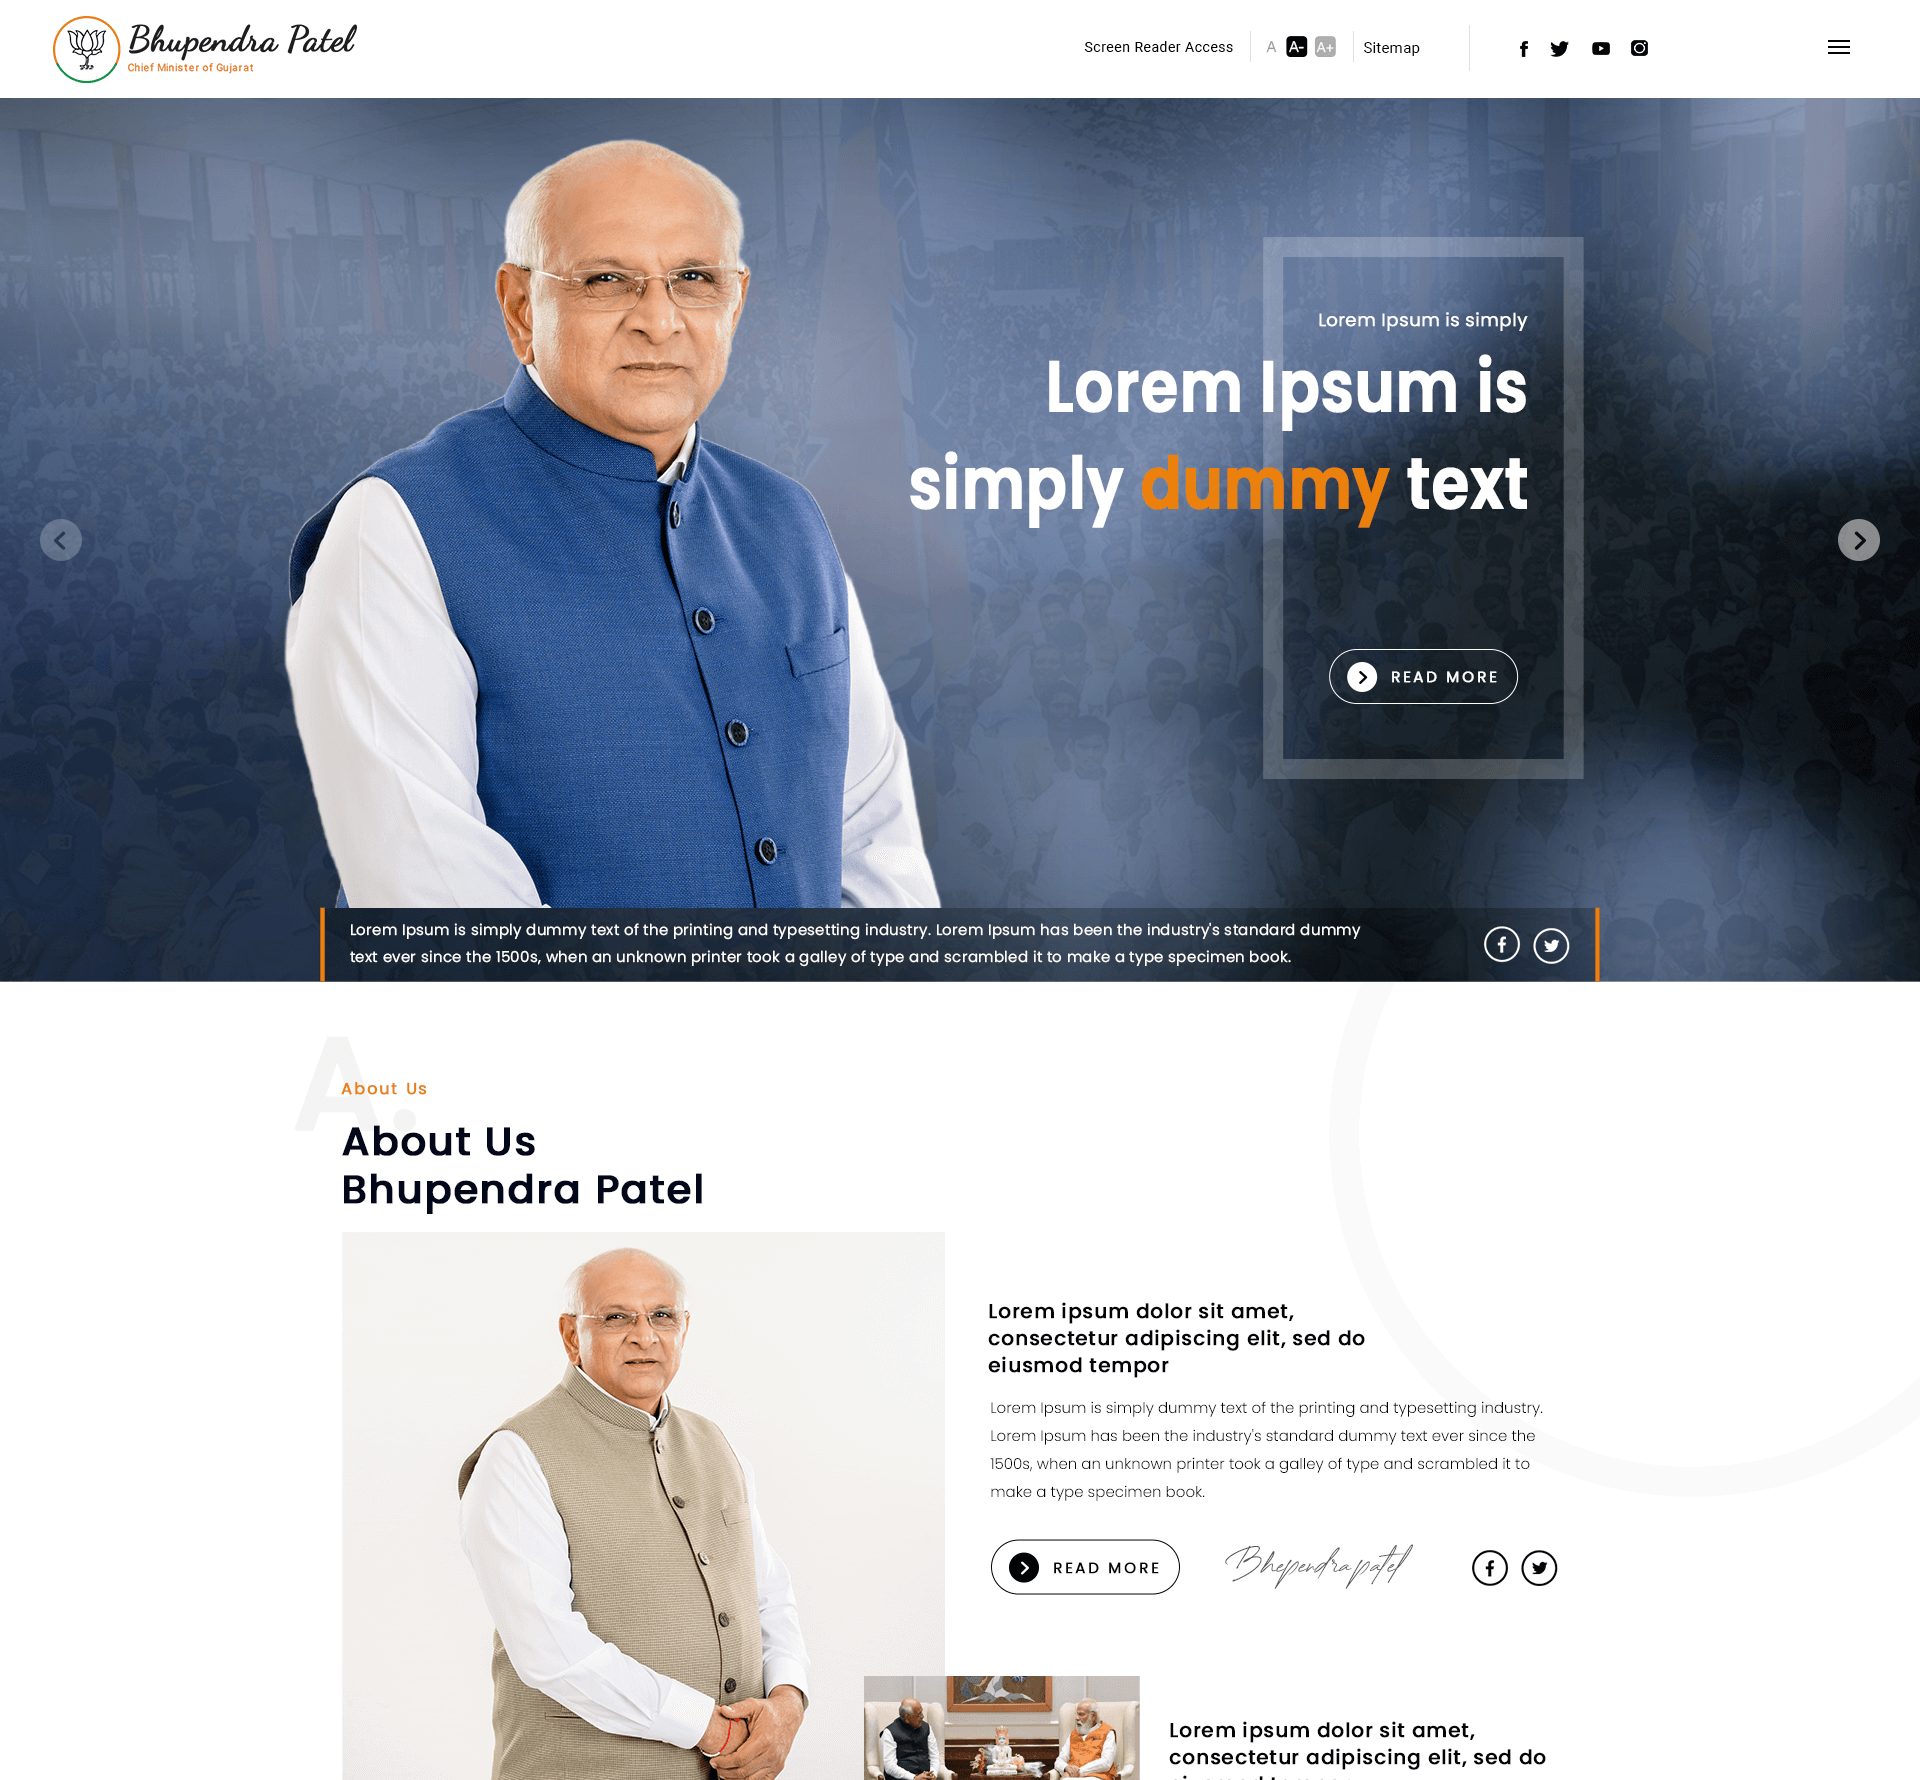 Bhupendra Patel
Chief Minister of Gujarat
Screen Reader Access
A A- A+
Sitemap
Lorem Ipsum is simply
Lorem Ipsum is
simply dummy text
READ MORE
Lorem Ipsum is simply dummy text of the printing and typesetting industry. Lorem Ipsum has been the industry's standard dummy
text ever since the 1500s, when an unknown printer took a galley of type and scrambled it to make a type specimen book.
A.
About Us
About Us
Bhupendra Patel
Lorem ipsum dolor sit amet,
consectetur adipiscing elit, sed do
eiusmod tempor
Lorem Ipsum is simply dummy text of the printing and typesetting industry.
Lorem Ipsum has been the industry's standard dummy text ever since the
1500s, when an unknown printer took a galley of type and scrambled it to
make a type specimen book.
READ MORE
Bhependra patel
Lorem ipsum dolor sit amet,
consectetur adipiscing elit, sed do